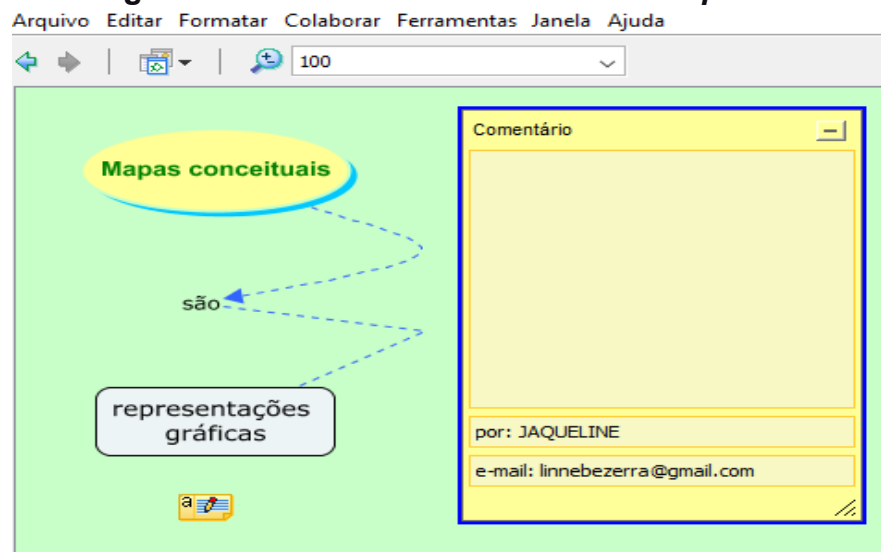 Arquivo Editar Formatar Colaborar Ferramentas Janela Ajuda
100
Comentário
Mapas conceituais
são
representações
gráficas
por: JAQUELINE
e-mail: linnebezerra@gmail.com
a